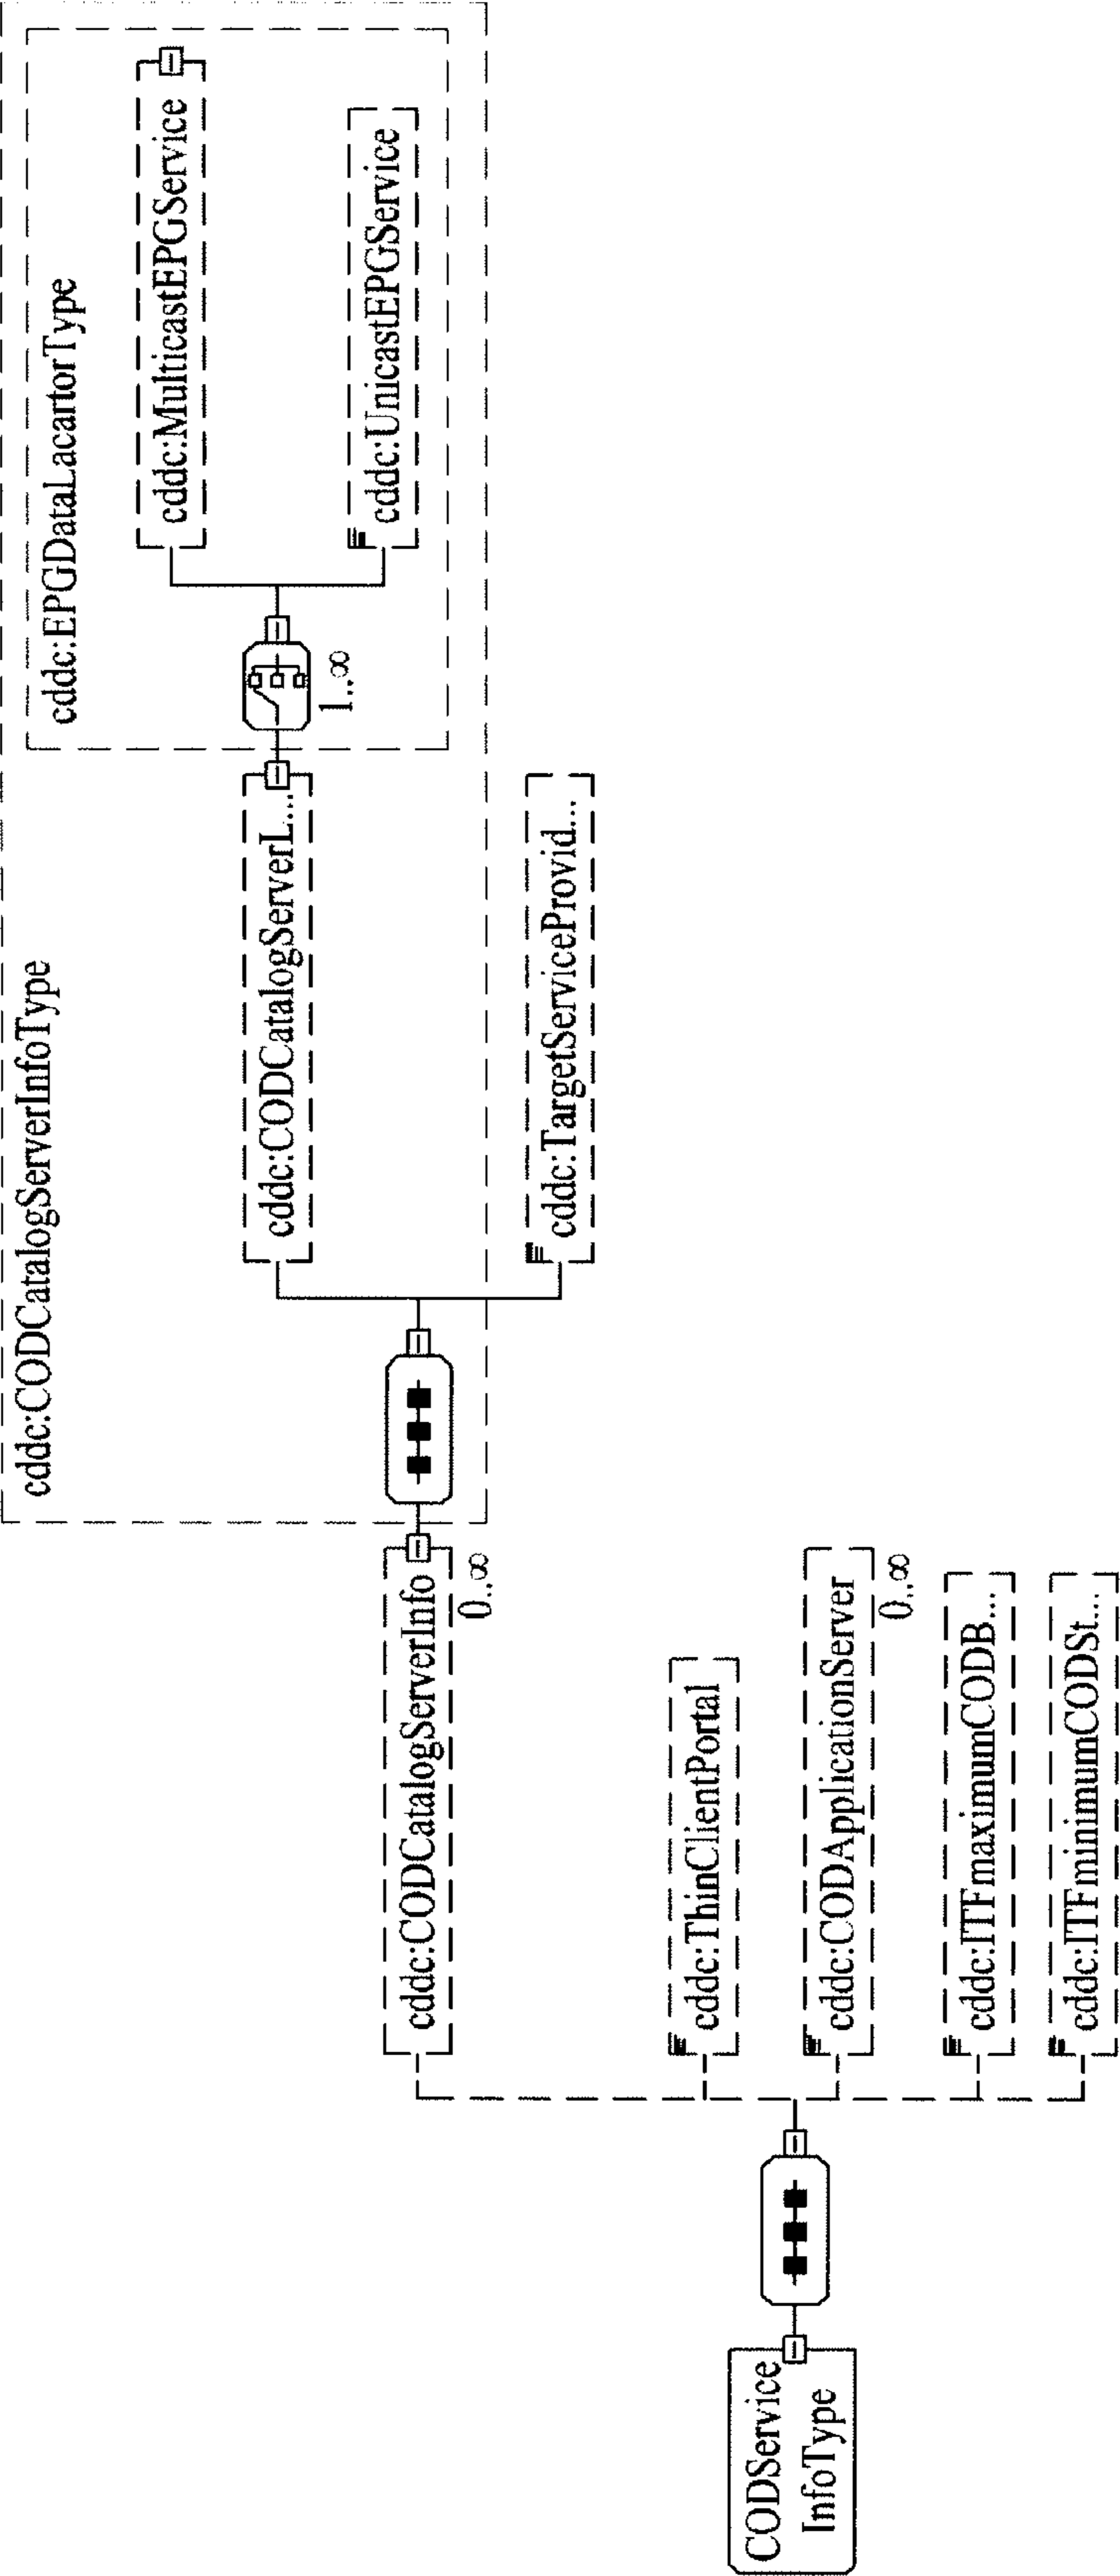 cddc:CODCatalogServerInfoType
cddc:EPGDataLacartorType
cddc:MulticastEPGService
cddc:CODCatalogServerL...
1..∞
cddc:UnicastEPGService
cddc:CODCatalogServerInfo
0..∞
cddc:TargetServiceProvid...
cddc:ThinClientPortal
CODService
InfoType
cddc:CODApplicationServer
0..∞
cddc:ITFmaximumCODB...
cddc:ITFminimumCODSt...